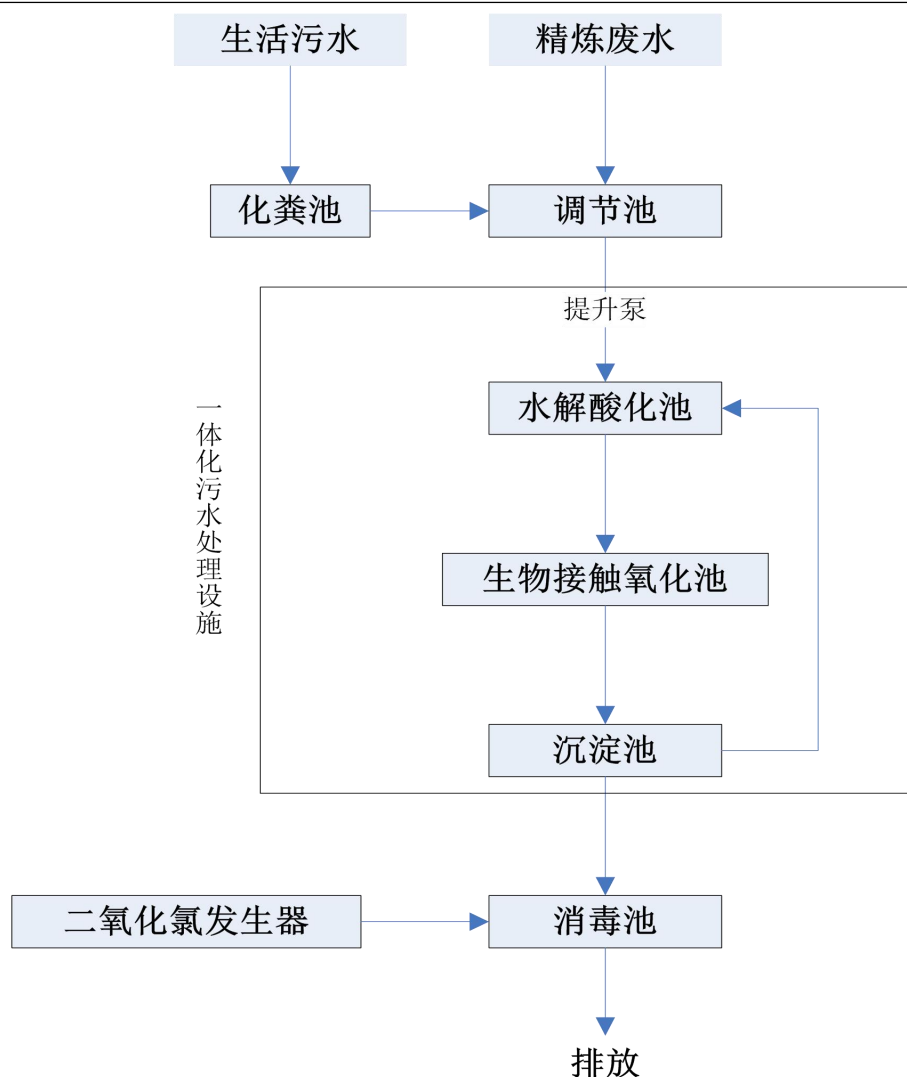 生活污水
精炼废水
化粪池
调节池
提升泵
水解酸化池
一体化污水处理设施
生物接触氧化池
沉淀池
二氧化氯发生器
消毒池
排放